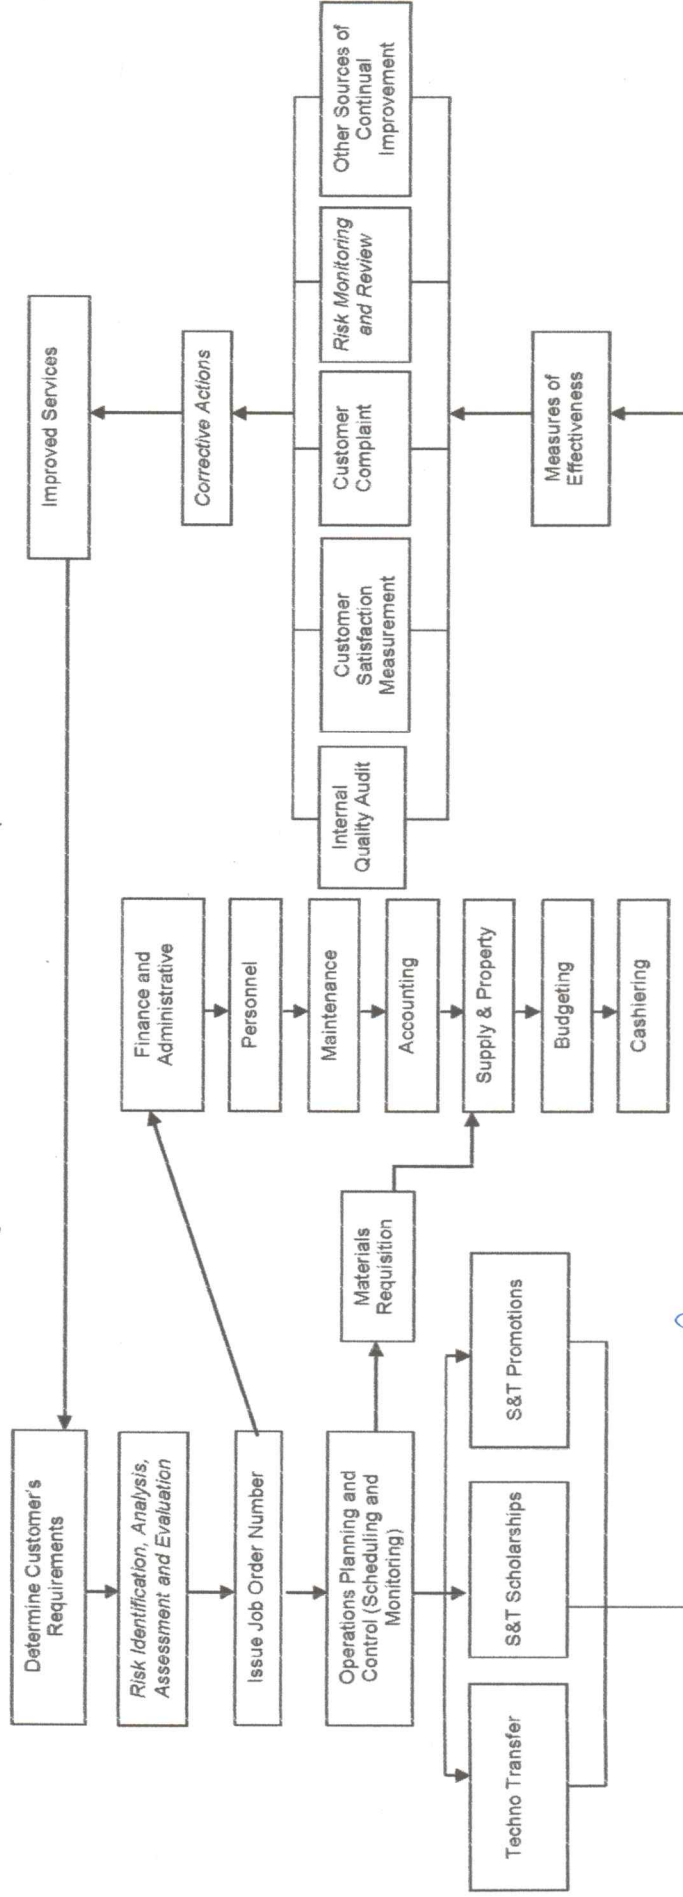 Determine Customer's
Requirements
Risk Identification, Analysis,
Assessment and Evaluation
Issue Job Order Number
Operations Planning and
Control (Scheduling and
Monitoring)
Techno Transfer
S&T Scholarships
S&T Promotions
Materials
Requisition
Finance and
Administrative
Personnel
Maintenance
Accounting
Supply & Property
Budgeting
Cashiering
Improved Services
Corrective Actions
Internal
Quality Audit
Customer
Satisfaction
Measurement
Customer
Complaint
Risk Monitoring
and Review
Other Sources of
Continual
Improvement
Measures of
Effectiveness